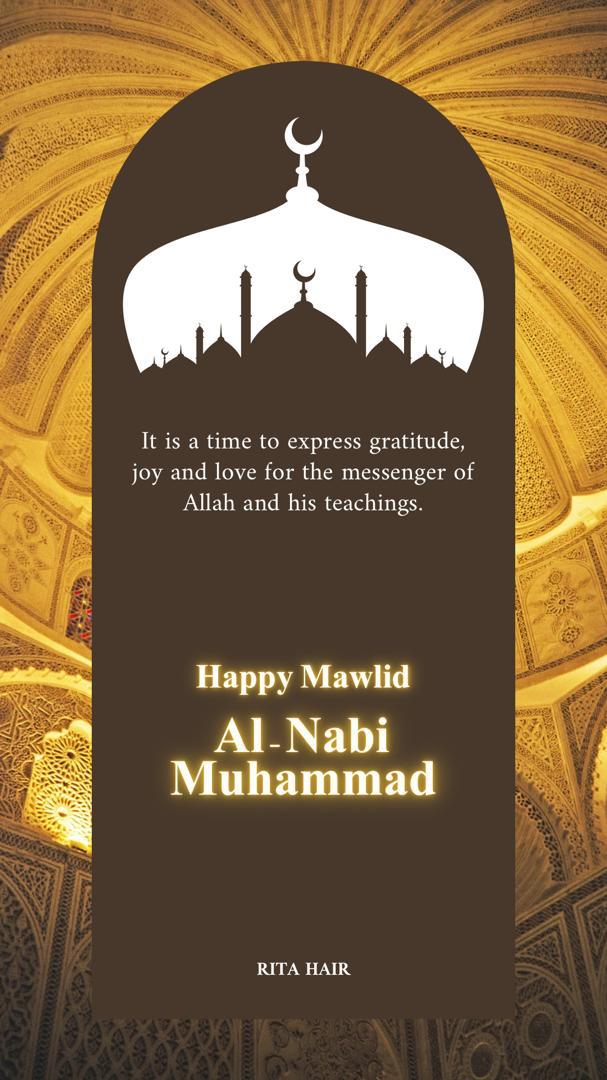 It is a time to express gratitude,
joy and love for the messenger of
Allah and his teachings.
Happy Mawlid
Al-Nabi
Muhammad
RITA HAIR